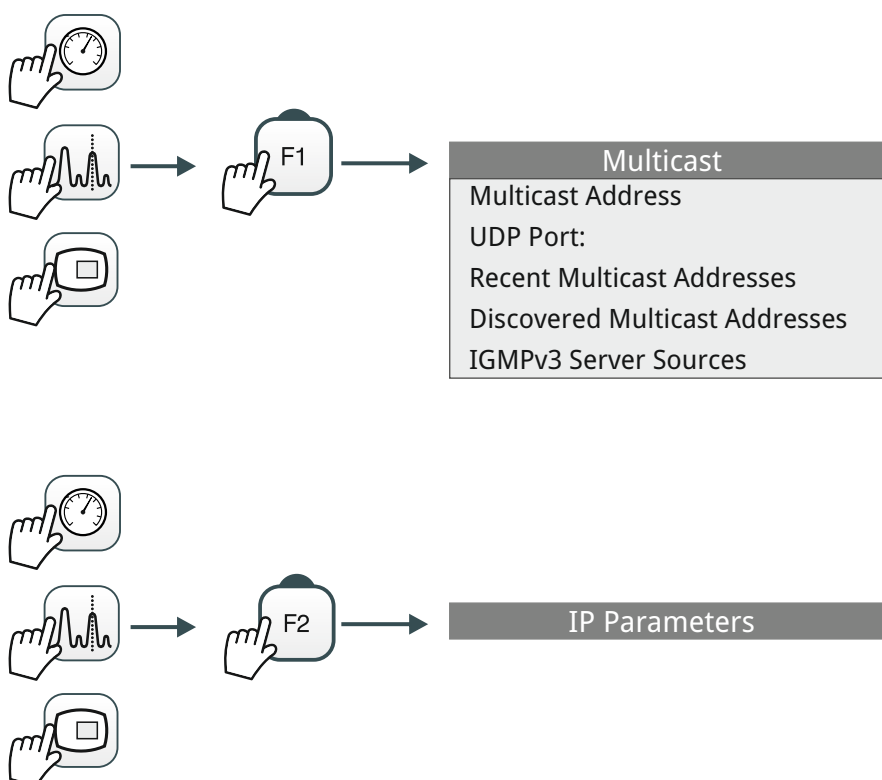 F1
Multicast
Multicast Address
UDP Port:
Recent Multicast Addresses
Discovered Multicast Addresses
IGMPv3 Server Sources
F2
IP Parameters